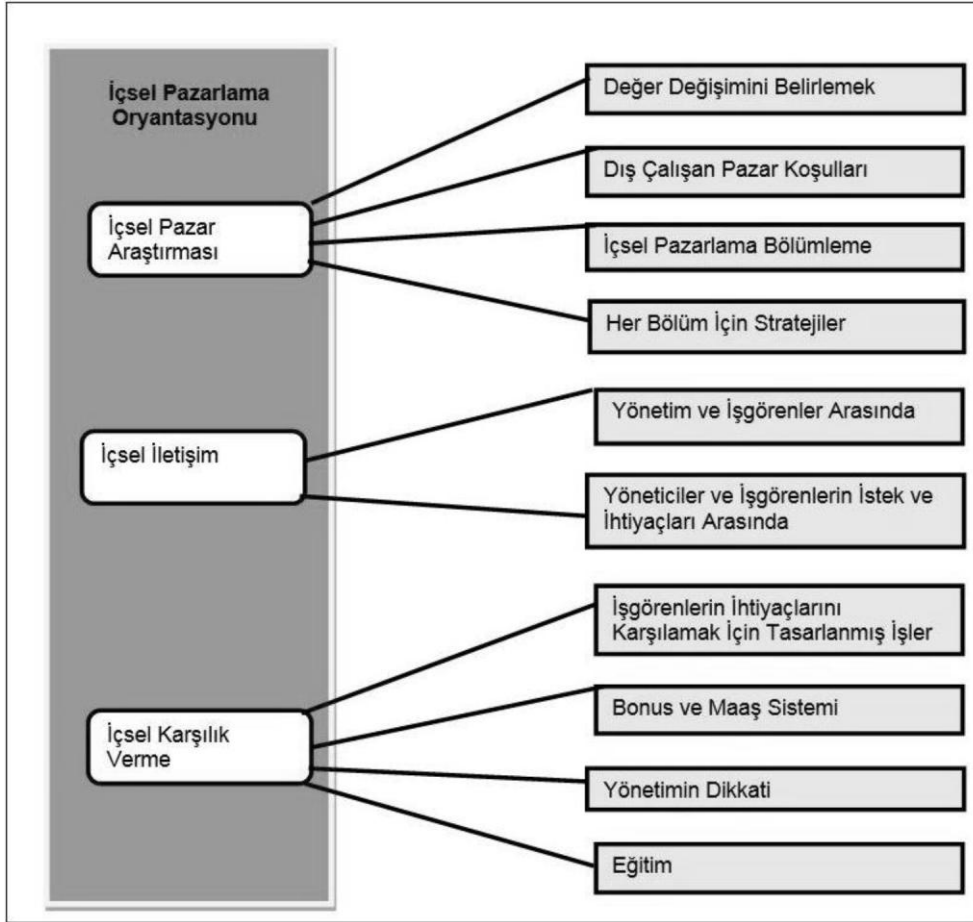 İçsel Pazarlama
Oryantasyonu
İçsel Pazar
Araştırması
Değer Değişimini Belirlemek
Dış Çalışan Pazar Koşulları
İçsel Pazarlama Bölümleme
Her Bölüm İçin Stratejiler
İçsel İletişim
Yönetim ve İşgörenler Arasında
Yöneticiler ve İşgörenlerin İstek ve
İhtiyaçları Arasında
İçsel Karşılık
Verme
İşgörenlerin İhtiyaçlarını
Karşılamak İçin Tasarlanmış İşler
Bonus ve Maaş Sistemi
Yönetimin Dikkati
Eğitim